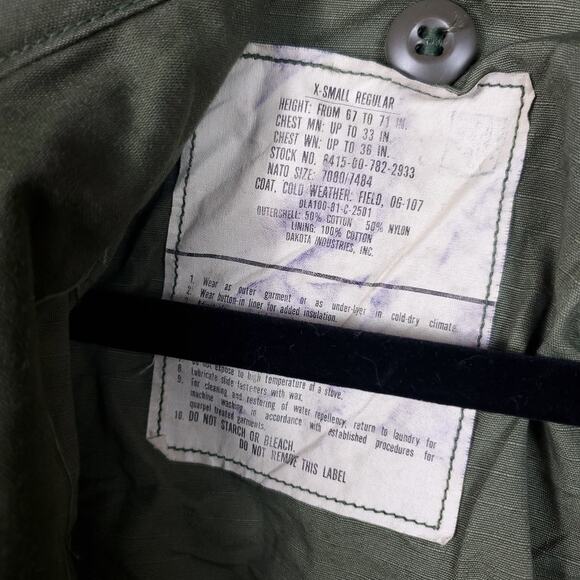 X-SMALL REGULAR
HEIGHT: FROM 67 TO 71 IN.
CHEST MN: UP TO 33 IN.
CHEST WN: UP TO 36 IN.
STOCK NO. 8415-00-782-2933
NATO SIZE: 7080/7484
COAT, COLD WEATHER: FIELD, OG-107
DLA100-81-C-2501
OUTERSHELL: 50% COTTON 50% NYLON
LINING: 100% COTTON
DAKOTA INDUSTRIES, INC.
1. Wear as outer garment or as under-layer in cold-dry climate.
2. Wear button-in liner for added insulation.
7. Do not expose to high temperature of a stove.
8. Lubricate slide fasteners with wax.
9. For cleaning and restoring of water repellency, return to laundry for
machine washing in accordance with established procedures for
quarpel treated garments.
10. DO NOT STARCH OR BLEACH
DO NOT REMOVE THIS LABEL